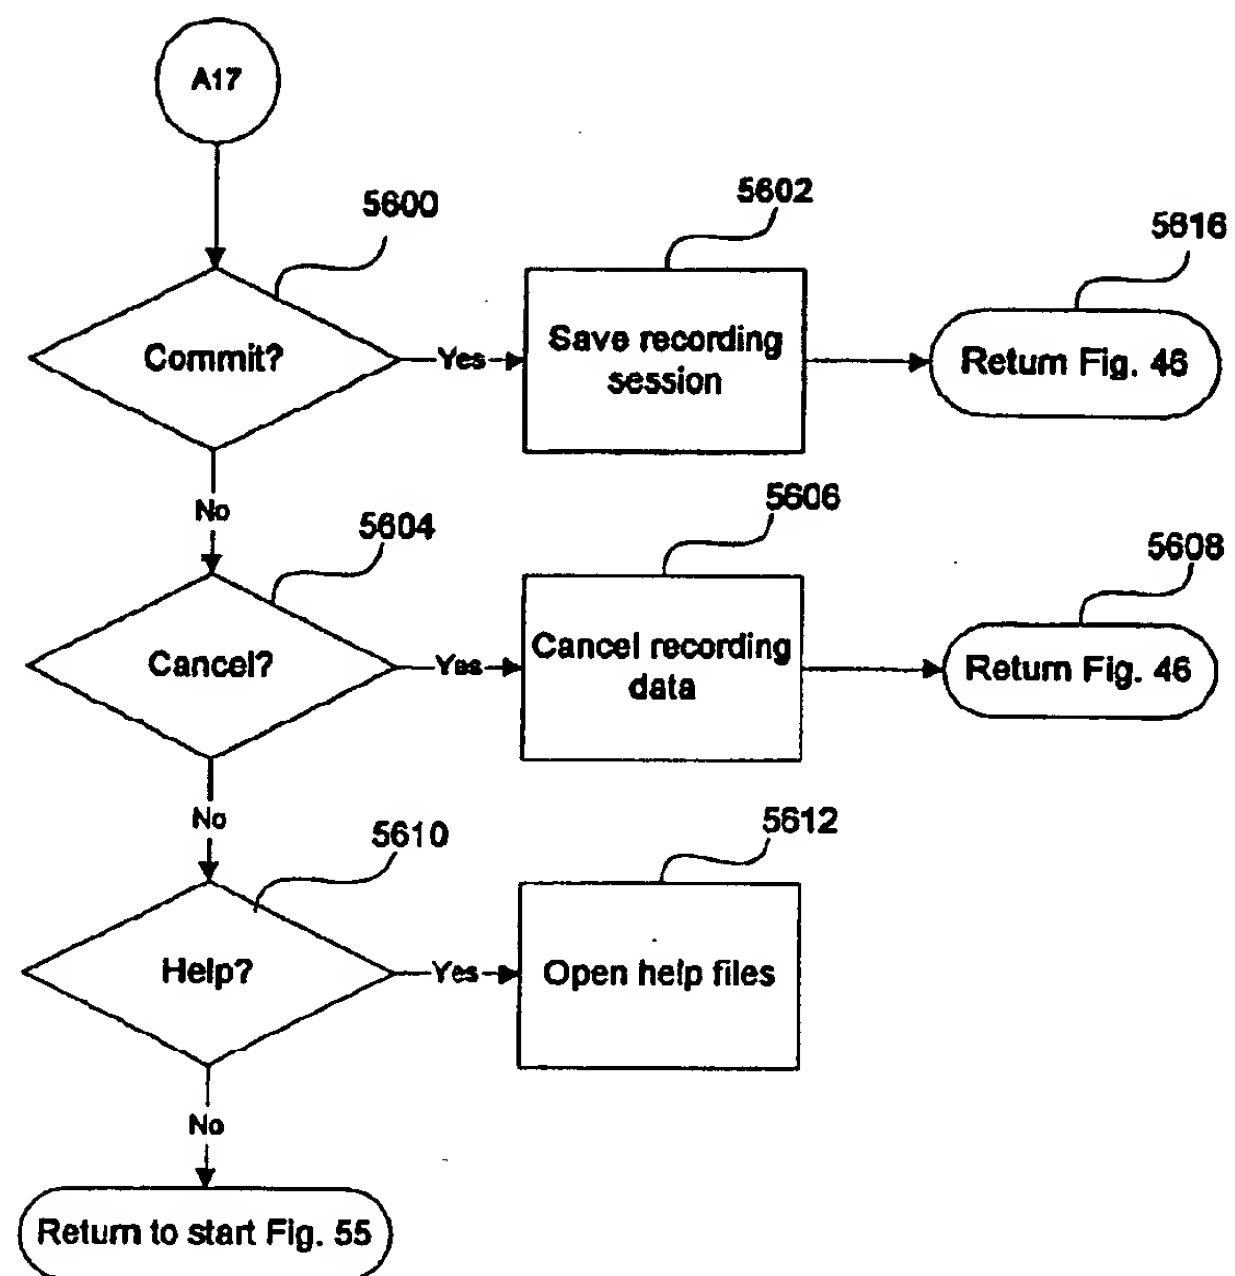 A17
5600
5602
5616
Commit?
Yes
Save recording
session
Return Fig. 46
No
5604
5606
5608
Cancel?
Yes
Cancel recording
data
Return Fig. 46
No
5610
5612
Help?
Yes
Open help files
No
Return to start Fig. 55